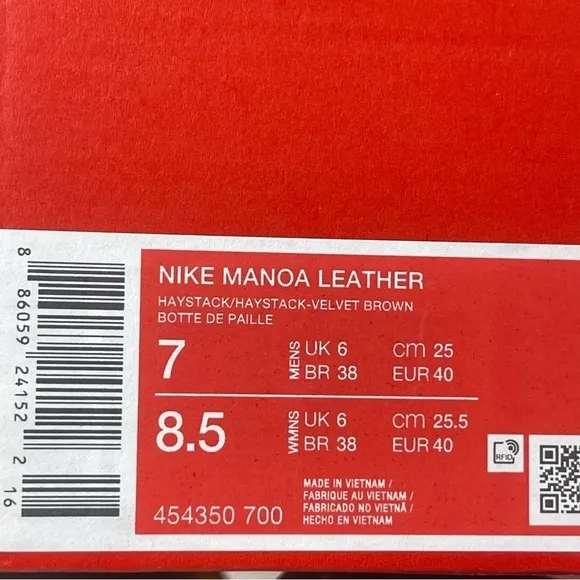 NIKE MANOA LEATHER
HAYSTACK/HAYSTACK-VELVET BROWN
BOTTE DE PAILLE
7 MENS UK 6 cm 25
BR 38 EUR 40
8.5 WMNS UK 6 cm 25.5
BR 38 EUR 40
RFID
MADE IN VIETNAM /
FABRIQUE AU VIETNAM /
FABRICADO NO VIETNÃ /
HECHO EN VIETNAM
454350 700
8 86059 24152 2 16